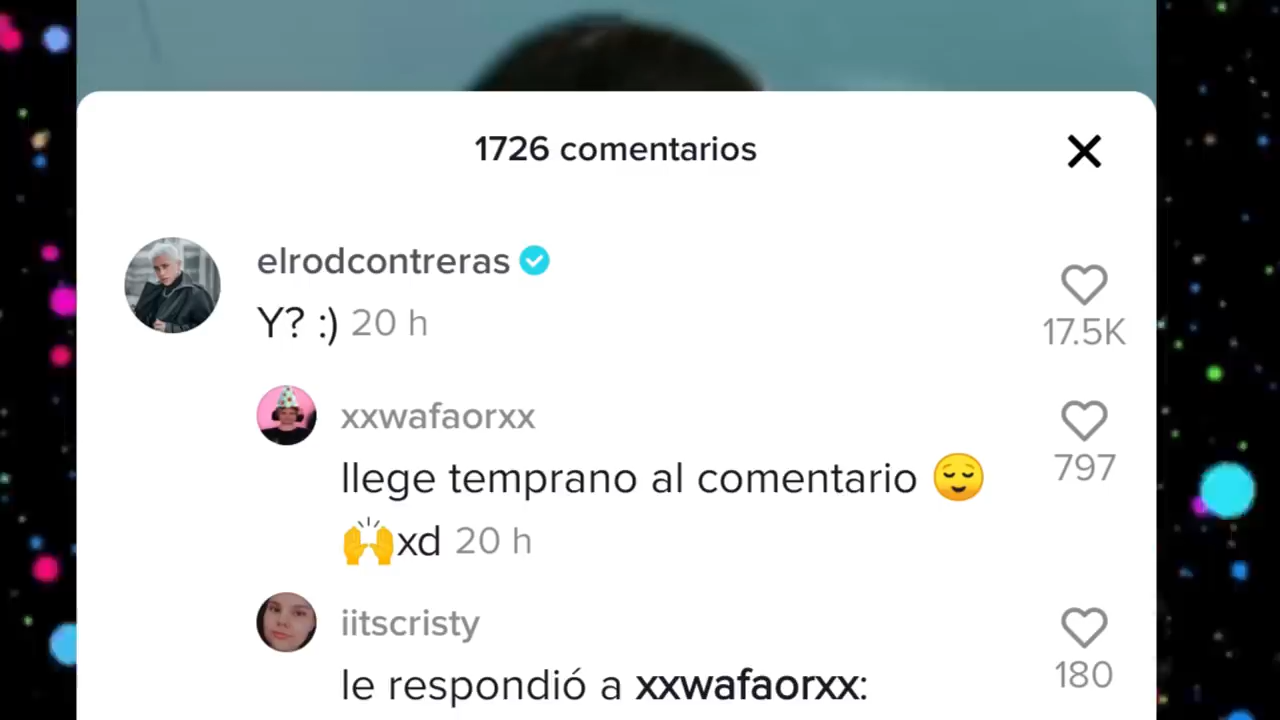 1726 comentarios
elrodcontreras
Y? :) 20 h
17.5K
xxwafaorxx
llege temprano al comentario 😌
🙌xd 20 h
797
iitscristy
le respondió a xxwafaorxx:
180